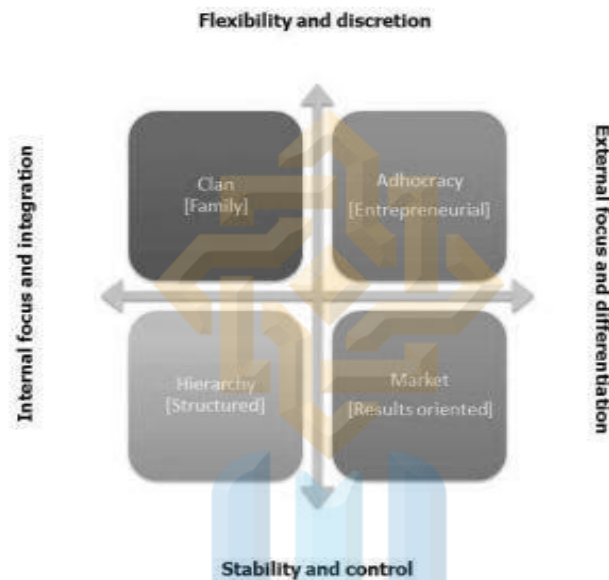 Flexibility and discretion
Internal focus and integration
Clan
[Family]
Adhocracy
[Entrepreneurial]
External focus and differentiation
Hierarchy
[Structured]
Market
[Results oriented]
Stability and control